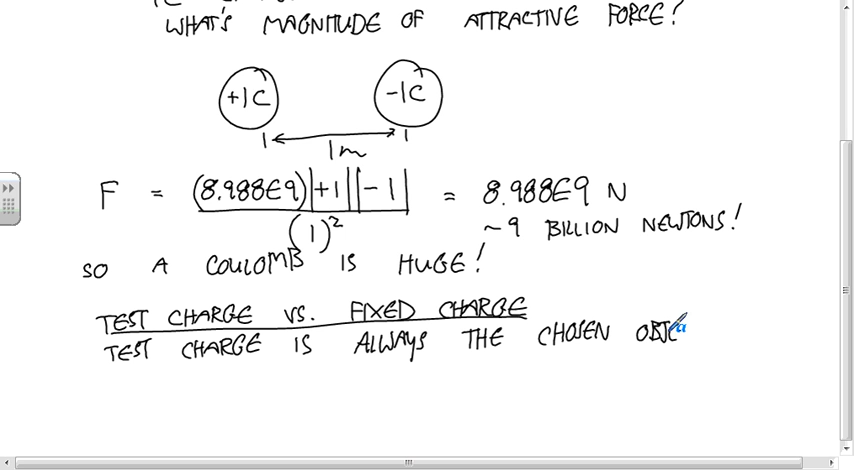 WHAT'S MAGNITUDE OF ATTRACTIVE FORCE?
+1C -1C
1m
F = (8.988E9)|+1||-1| = 8.988E9 N
(1)²
~9 BILLION NEWTONS!
SO A COULOMB IS HUGE!
TEST CHARGE VS. FIXED CHARGE
TEST CHARGE IS ALWAYS THE CHOSEN OBJE